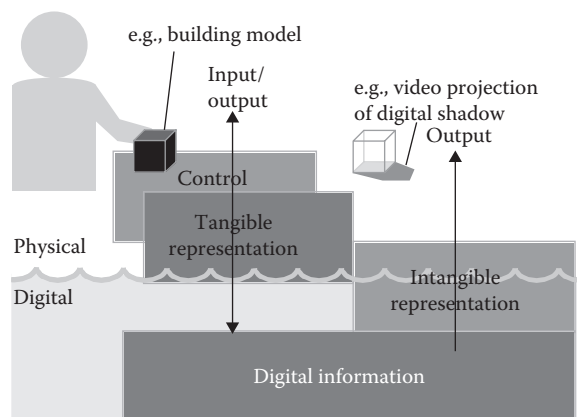 e.g., building model
Input/
output
e.g., video projection
of digital shadow
Output
Control
Tangible
representation
Physical
Digital
Intangible
representation
Digital information